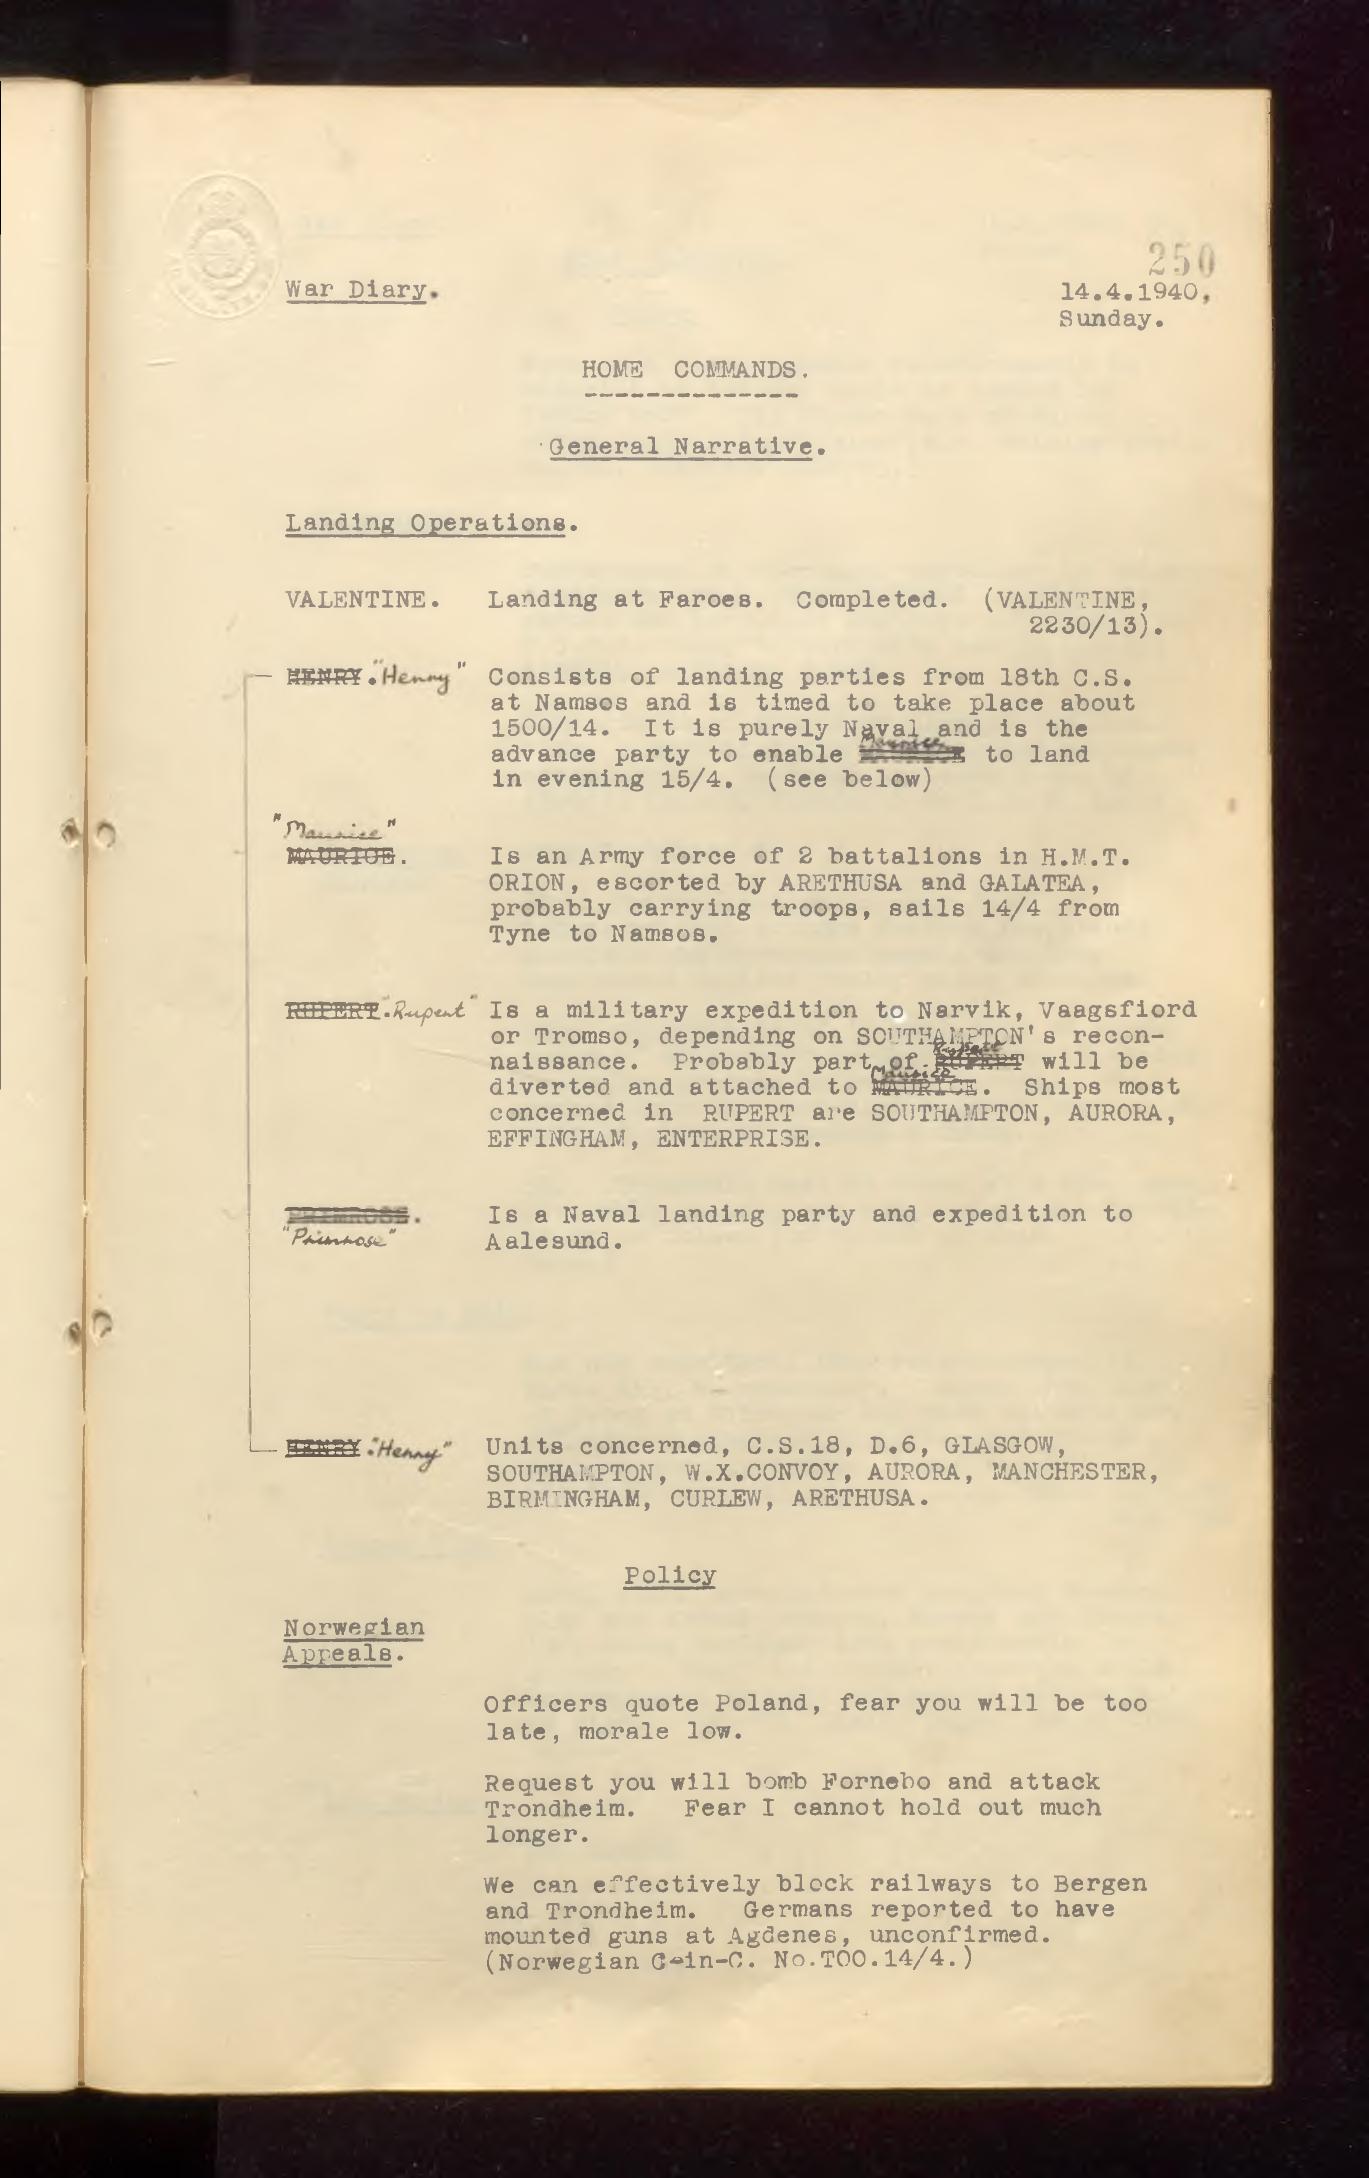 250
War Diary.
14.4.1940,
Sunday.
HOME COMMANDS.
General Narrative.
Landing Operations.
VALENTINE. Landing at Faroes. Completed. (VALENTINE,
2230/13).
HENRY. "Henry" Consists of landing parties from 18th C.S.
at Namsos and is timed to take place about
1500/14. It is purely Naval and is the
Maurice
advance party to enable MAURICE to land
in evening 15/4. (see below)
"Maurice"
MAURICE. Is an Army force of 2 battalions in H.M.T.
ORION, escorted by ARETHUSA and GALATEA,
probably carrying troops, sails 14/4 from
Tyne to Namsos.
RUPERT. "Rupert" Is a military expedition to Narvik, Vaagsfiord
or Tromso, depending on SOUTHAMPTON's recon-
Rupert
naissance. Probably part of RUPERT will be
Maurice
diverted and attached to MAURICE. Ships most
concerned in RUPERT are SOUTHAMPTON, AURORA,
EFFINGHAM, ENTERPRISE.
PRIMROSE. Is a Naval landing party and expedition to
"Primrose" Aalesund.
HENRY. "Henry" Units concerned, C.S.18, D.6, GLASGOW,
SOUTHAMPTON, W.X.CONVOY, AURORA, MANCHESTER,
BIRMINGHAM, CURLEW, ARETHUSA.
Policy
Norwegian
Appeals.
Officers quote Poland, fear you will be too
late, morale low.
Request you will bomb Fornebo and attack
Trondheim. Fear I cannot hold out much
longer.
We can effectively block railways to Bergen
and Trondheim. Germans reported to have
mounted guns at Agdenes, unconfirmed.
(Norwegian C-in-C. No.TOO.14/4.)